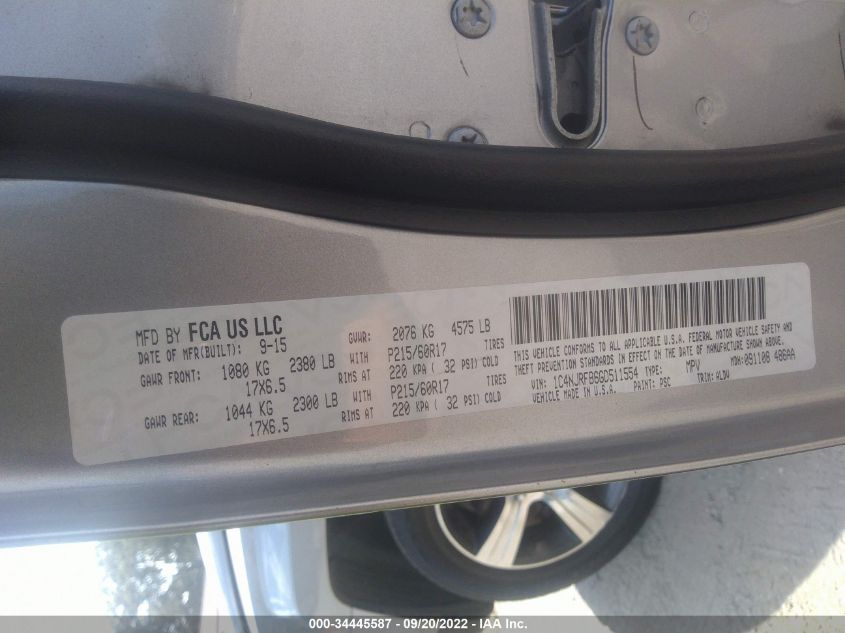 MFD BY FCA US LLC
DATE OF MFR(BUILT): 9-15 GVWR: 2076 KG 4575 LB
GAWR FRONT: 1080 KG 2380 LB WITH P215/60R17 TIRES
17X6.5 RIMS AT 220 KPA ( 32 PSI) COLD
GAWR REAR: 1044 KG 2300 LB WITH P215/60R17 TIRES
17X6.5 RIMS AT 220 KPA ( 32 PSI) COLD
THIS VEHICLE CONFORMS TO ALL APPLICABLE U.S.A. FEDERAL MOTOR VEHICLE SAFETY AND
THEFT PREVENTION STANDARDS IN EFFECT ON THE DATE OF MANUFACTURE SHOWN ABOVE.
VIN: 1C4NJRFB6GD511554 TYPE: MPV MDH: 091108 486AA
VEHICLE MADE IN U.S.A. PAINT: PSC TRIM: ALDV
000-34445587 - 09/20/2022 - IAA Inc.